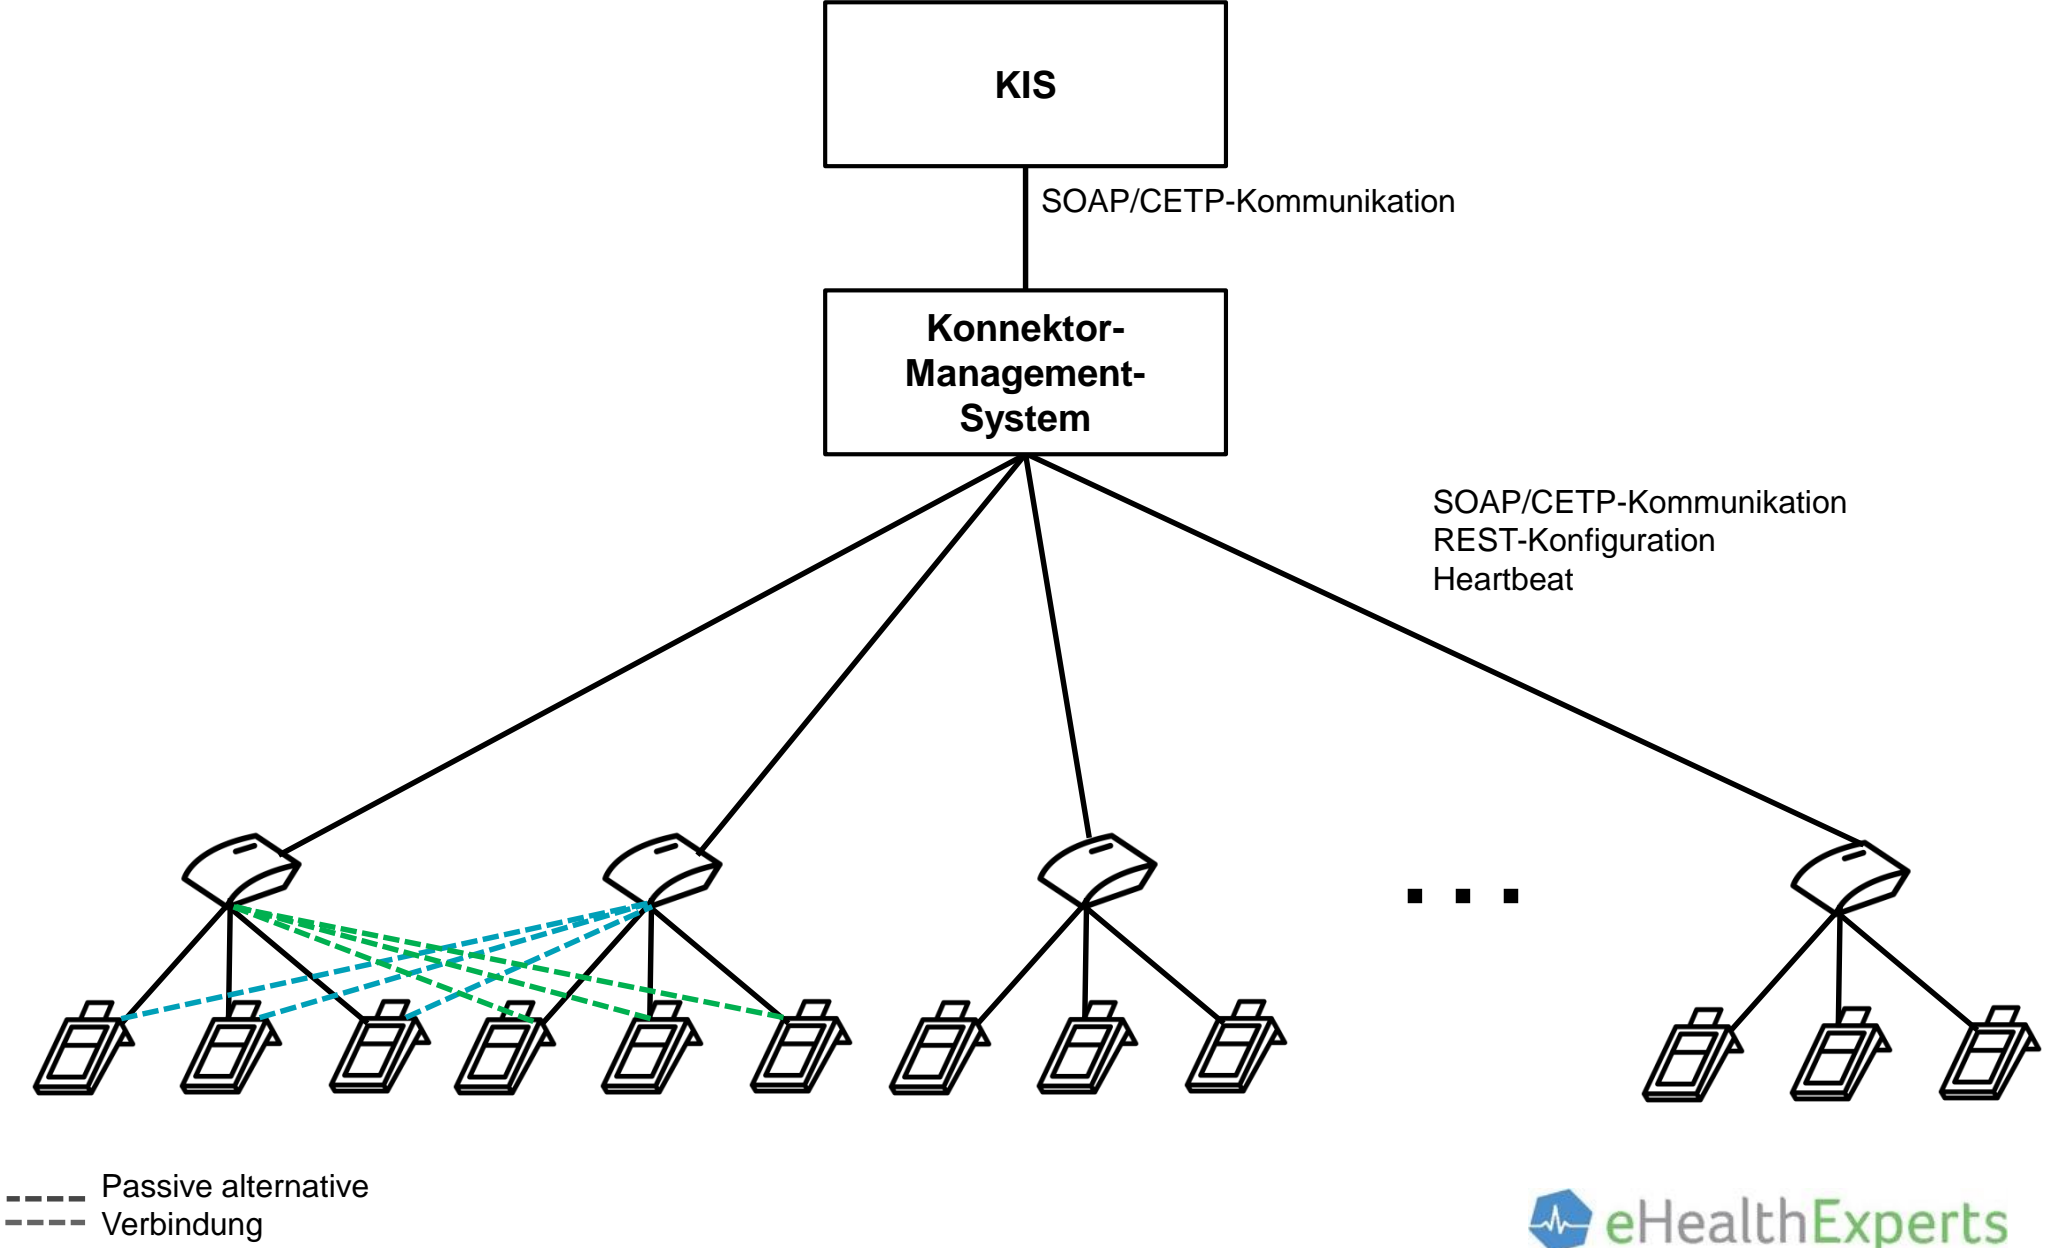 KIS
SOAP/CETP-Kommunikation
Konnektor-
Management-
System
SOAP/CETP-Kommunikation
REST-Konfiguration
Heartbeat
Passive alternative
Verbindung
eHealthExperts